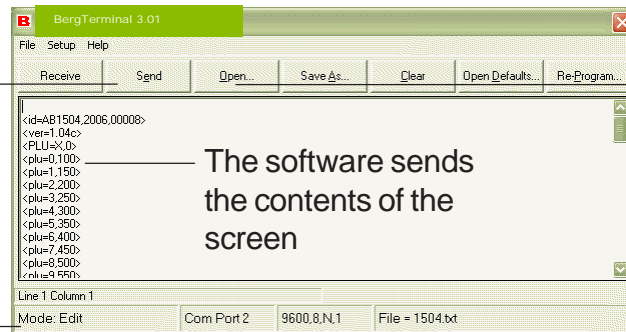 B BergTerminal 3.01
File Setup Help
Receive Send Open... Save As... Clear Open Defaults... Re-Program...
<id=AB1504,2006,00008>
<ver=1.04c>
<PLU=X,0>
<plu=0,100>
<plu=1,150>
<plu=2,200>
<plu=3,250>
<plu=4,300>
<plu=5,350>
<plu=6,400>
<plu=7,450>
<plu=8,500>
<plu=9,550>
The software sends
the contents of the
screen
Line 1 Column 1
Mode: Edit Com Port 2 9600,8,N,1 File = 1504.txt